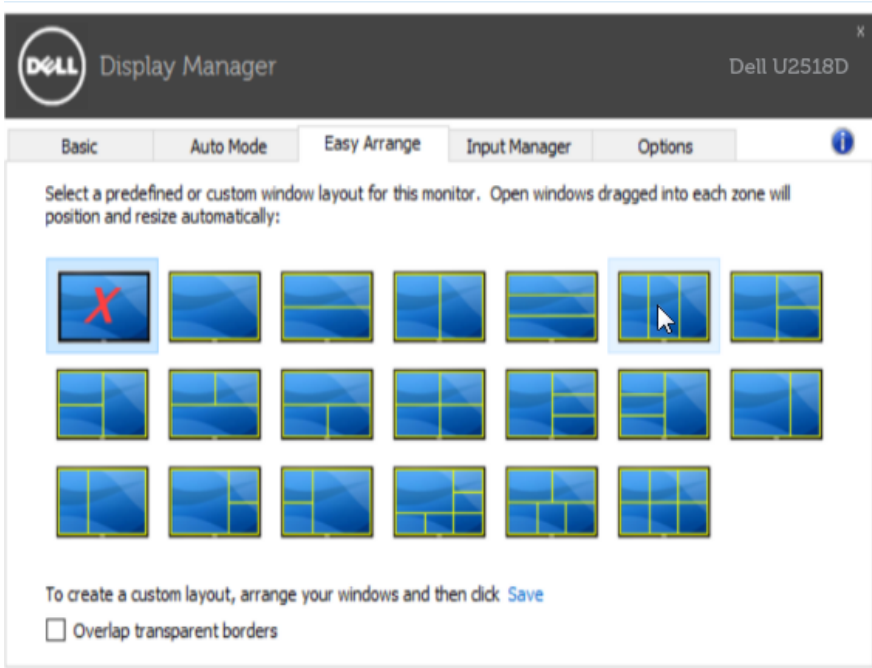 x
DELL Display Manager
Dell U2518D
Basic Auto Mode Easy Arrange Input Manager Options i
Select a predefined or custom window layout for this monitor. Open windows dragged into each zone will
position and resize automatically:
X
To create a custom layout, arrange your windows and then click Save
Overlap transparent borders